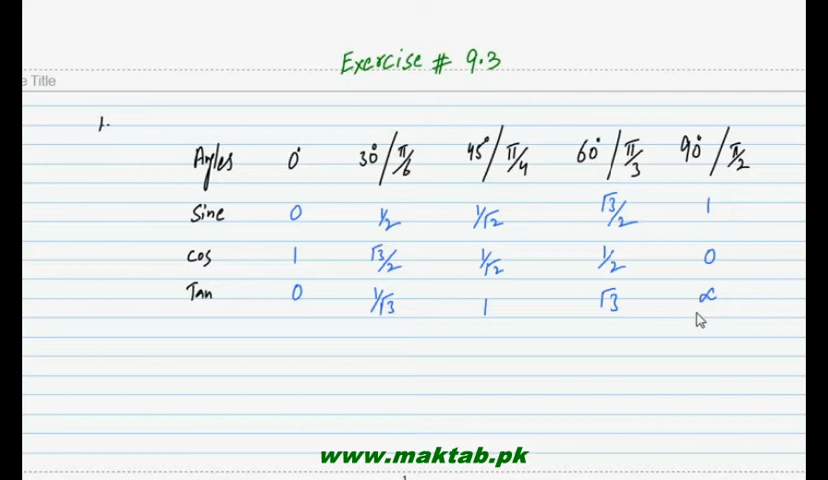 Exercise # 9.3
e Title
1.
Angles 0° 30°/π/6 45°/π/4 60°/π/3 90°/π/2
Sine 0 1/2 1/√2 √3/2 1
Cos 1 √3/2 1/√2 1/2 0
Tan 0 1/√3 1 √3 ∝
www.maktab.pk